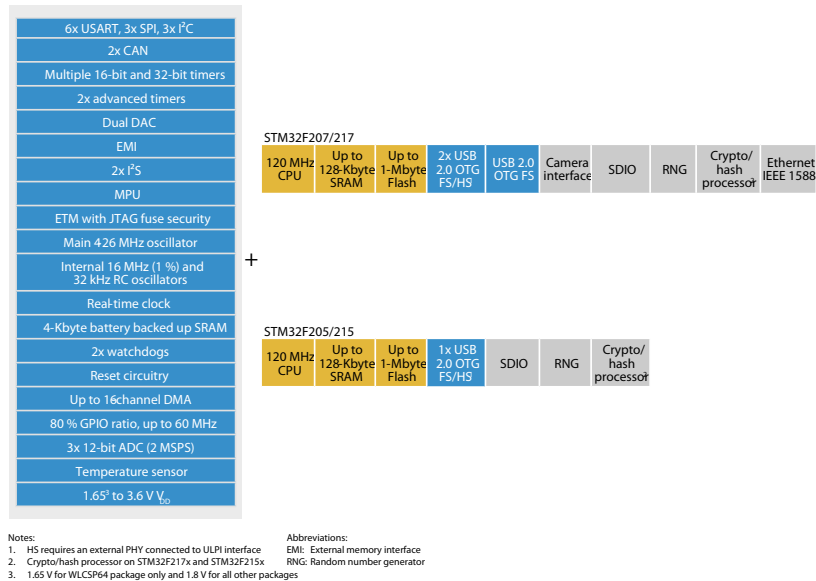 6x USART, 3x SPI, 3x I²C
2x CAN
Multiple 16-bit and 32-bit timers
2x advanced timers
Dual DAC
EMI
2x I²S
MPU
ETM with JTAG fuse security
Main 426 MHz oscillator
Internal 16 MHz (1 %) and
32 kHz RC oscillators
Real-time clock
4-Kbyte battery backed up SRAM
2x watchdogs
Reset circuitry
Up to 16channel DMA
80 % GPIO ratio, up to 60 MHz
3x 12-bit ADC (2 MSPS)
Temperature sensor
1.65³ to 3.6 V VDD
+
STM32F207/217
120 MHz
CPU
Up to
128-Kbyte
SRAM
Up to
1-Mbyte
Flash
2x USB
2.0 OTG
FS/HS¹
USB 2.0
OTG FS
Camera
interface
SDIO
RNG
Crypto/
hash
processor²
Ethernet
IEEE 1588
STM32F205/215
120 MHz
CPU
Up to
128-Kbyte
SRAM
Up to
1-Mbyte
Flash
1x USB
2.0 OTG
FS/HS¹
SDIO
RNG
Crypto/
hash
processor²
Notes:
1. HS requires an external PHY connected to ULPI interface
2. Crypto/hash processor on STM32F217x and STM32F215x
3. 1.65 V for WLCSP64 package only and 1.8 V for all other packages
Abbreviations:
EMI: External memory interface
RNG: Random number generator